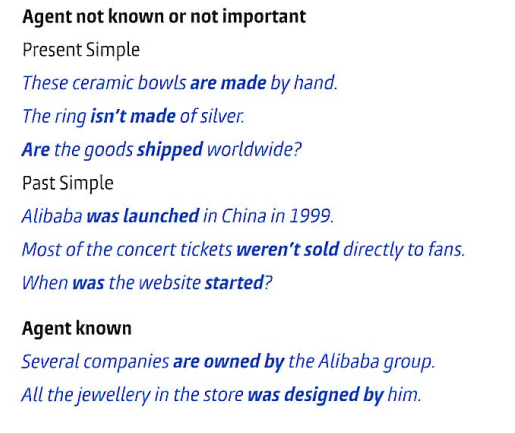 Agent not known or not important
Present Simple
These ceramic bowls are made by hand.
The ring isn't made of silver.
Are the goods shipped worldwide?
Past Simple
Alibaba was launched in China in 1999.
Most of the concert tickets weren't sold directly to fans.
When was the website started?
Agent known
Several companies are owned by the Alibaba group.
All the jewellery in the store was designed by him.